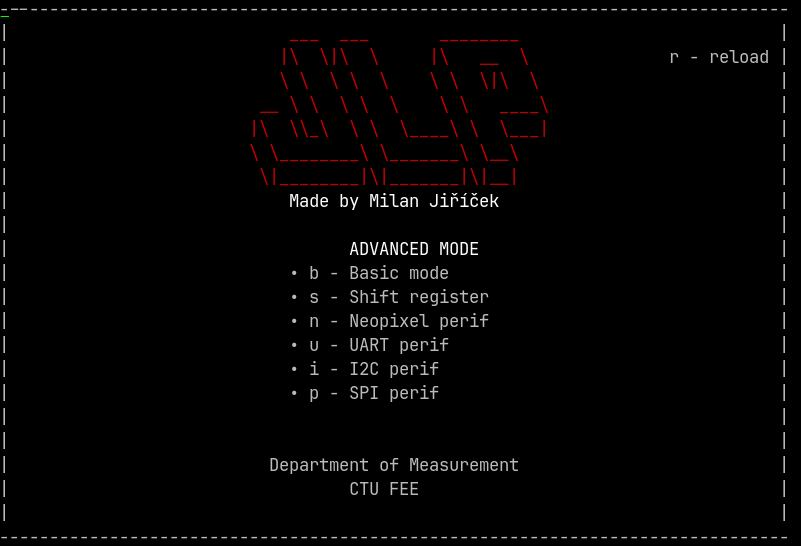 JLP
r - reload
Made by Milan Jiříček
ADVANCED MODE
• b - Basic mode
• s - Shift register
• n - Neopixel perif
• u - UART perif
• i - I2C perif
• p - SPI perif
Department of Measurement
CTU FEE